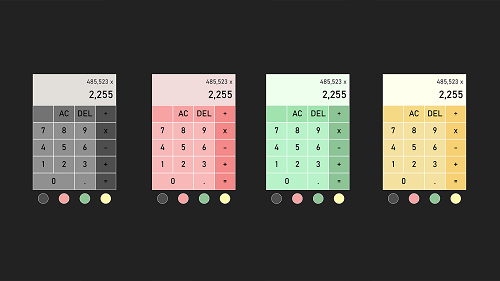 485,523 x
2,255
AC DEL ÷
7 8 9 x
4 5 6 -
1 2 3 +
0 . =
485,523 x
2,255
AC DEL ÷
7 8 9 x
4 5 6 -
1 2 3 +
0 . =
485,523 x
2,255
AC DEL ÷
7 8 9 x
4 5 6 -
1 2 3 +
0 . =
485,523 x
2,255
AC DEL ÷
7 8 9 x
4 5 6 -
1 2 3 +
0 . =